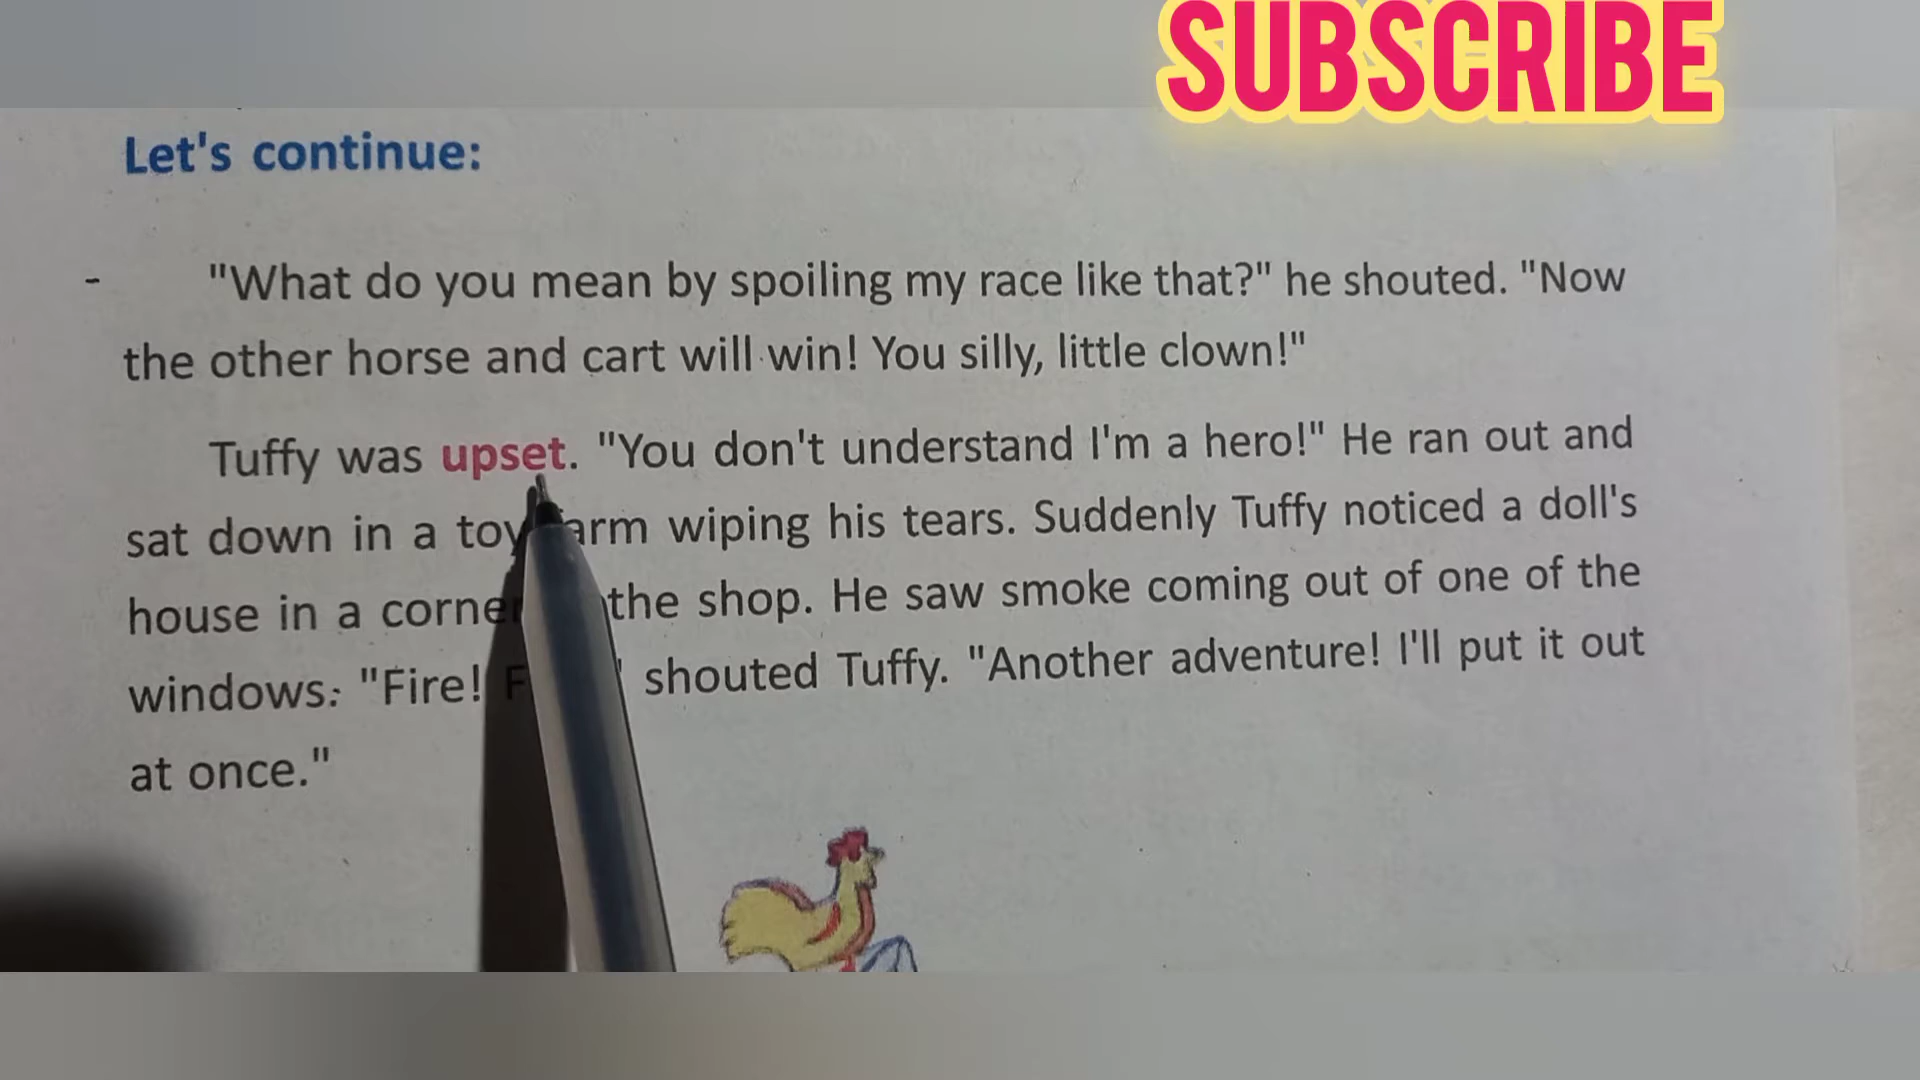 SUBSCRIBE
Let's continue:
- "What do you mean by spoiling my race like that?" he shouted. "Now
the other horse and cart will win! You silly, little clown!"
Tuffy was upset. "You don't understand I'm a hero!" He ran out and
sat down in a toy wiping his tears. Suddenly Tuffy noticed a doll's
house in a corner the shop. He saw smoke coming out of one of the
windows: "Fire! shouted Tuffy. "Another adventure! I'll put it out
at once."